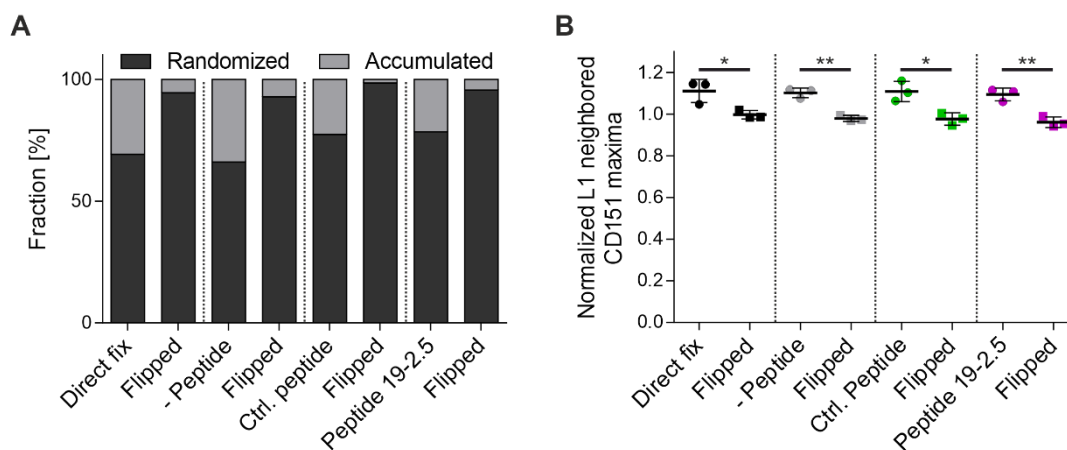 A
Randomized
Accumulated
Fraction [%]
100
50
0
Direct fix
Flipped
- Peptide
Flipped
Ctrl. peptide
Flipped
Peptide 19-2.5
Flipped
B
Normalized L1 neighbored
CD151 maxima
1.2
1.0
0.8
0.6
0.4
0.2
0.0
*
**
*
**
Direct fix
Flipped
- Peptide
Flipped
Ctrl. Peptide
Flipped
Peptide 19-2.5
Flipped